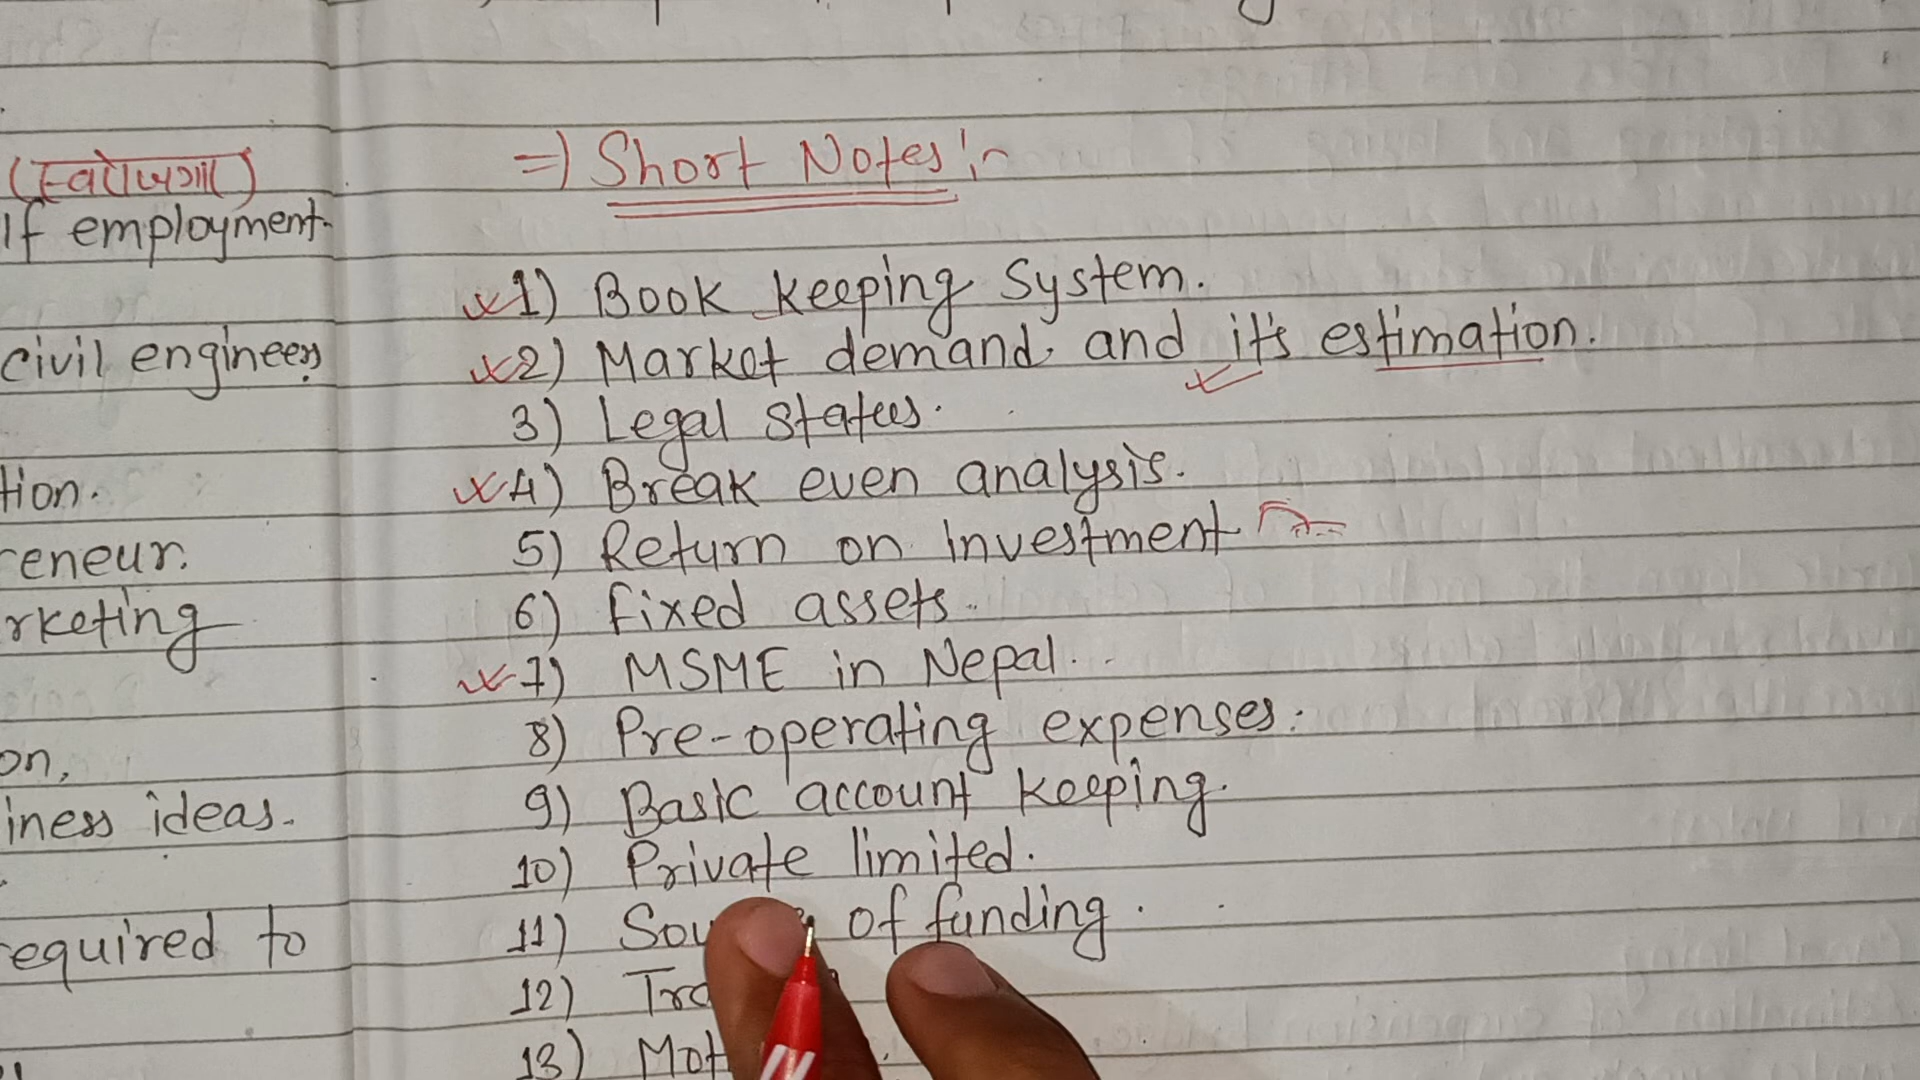 (स्वरोजगार)
lf employment.
civil engineers
tion.
reneur.
rketing
on,
iness ideas.
required to
=) Short Notes :-
1) Book keeping system.
2) Market demand and it's estimation.
3) Legal status.
4) Break even analysis.
5) Return on investment
6) fixed assets.
7) MSME in Nepal.
8) Pre-operating expenses.
9) Basic account keeping.
10) Private limited.
11) of funding.
12)
13)